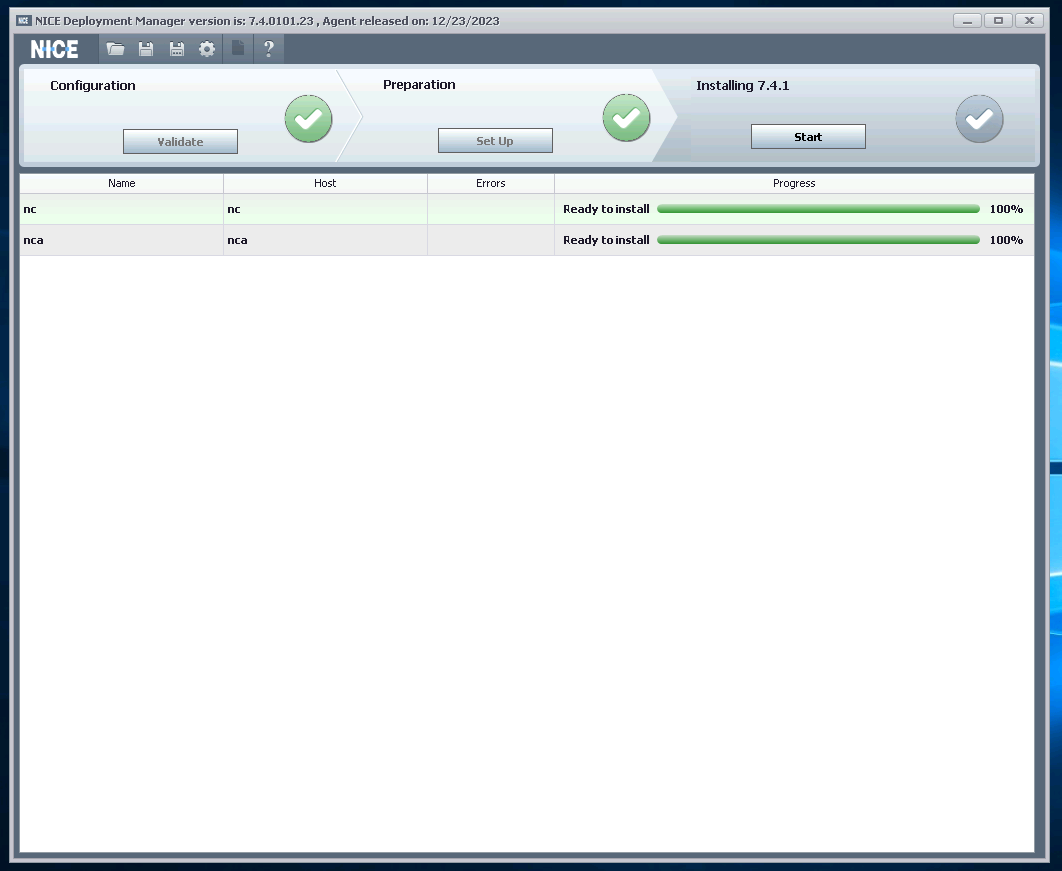 NICE NICE Deployment Manager version is: 7.4.0101.23 , Agent released on: 12/23/2023
NICE ?
Configuration Preparation Installing 7.4.1
Validate Set Up Start
Name Host Errors Progress
nc nc Ready to install 100%
nca nca Ready to install 100%